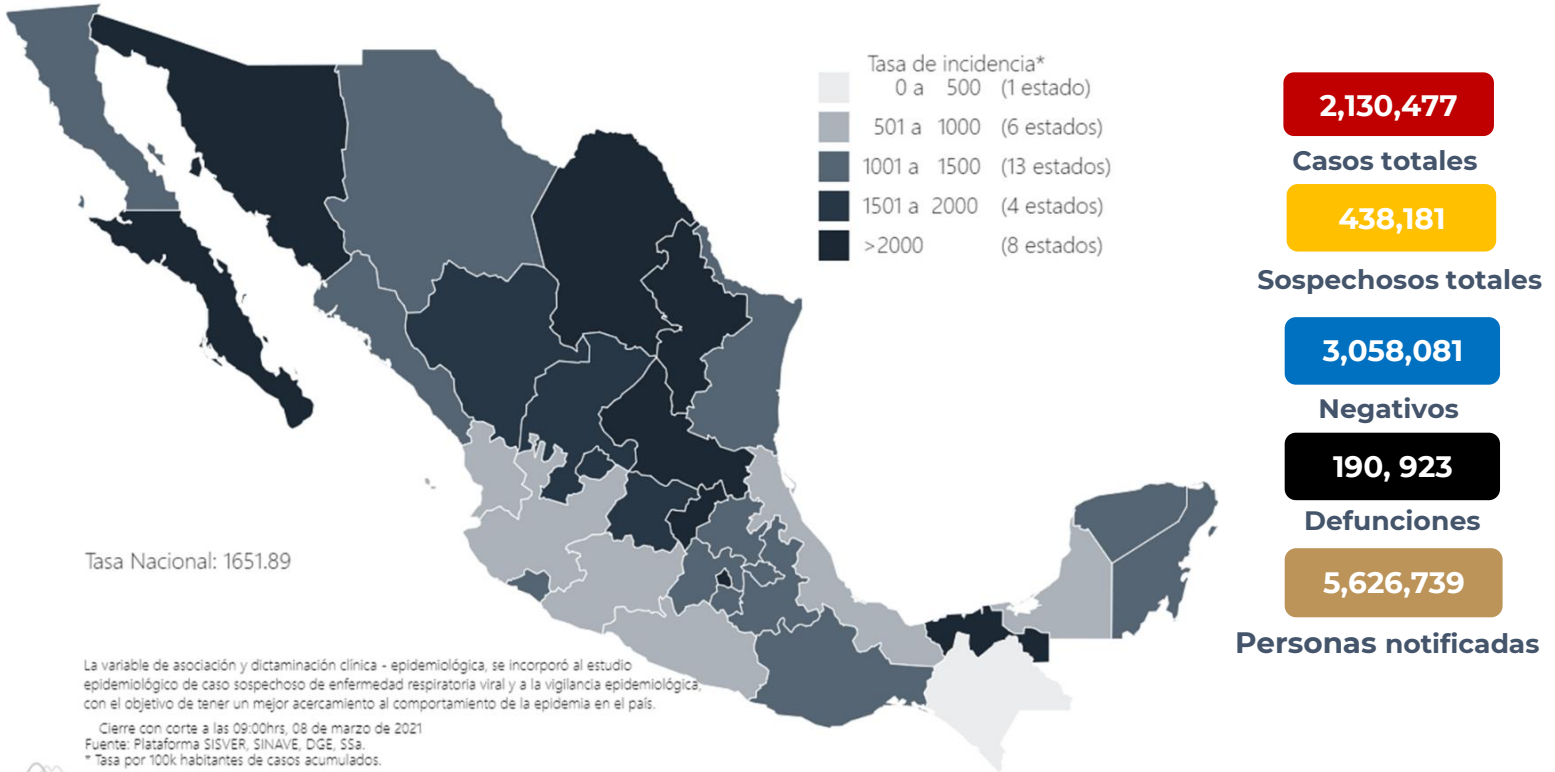 Tasa de incidencia*
0 a 500 (1 estado)
501 a 1000 (6 estados)
1001 a 1500 (13 estados)
1501 a 2000 (4 estados)
>2000 (8 estados)
2,130,477
Casos totales
438,181
Sospechosos totales
3,058,081
Negativos
190, 923
Defunciones
5,626,739
Personas notificadas
Tasa Nacional: 1651.89
La variable de asociación y dictaminación clínica - epidemiológica, se incorporó al estudio
epidemiológico de caso sospechoso de enfermedad respiratoria viral y a la vigilancia epidemiológica,
con el objetivo de tener un mejor acercamiento al comportamiento de la epidemia en el país.
Cierre con corte a las 09:00hrs, 08 de marzo de 2021
Fuente: Plataforma SISVER, SINAVE, DGE, SSa.
* Tasa por 100k habitantes de casos acumulados.